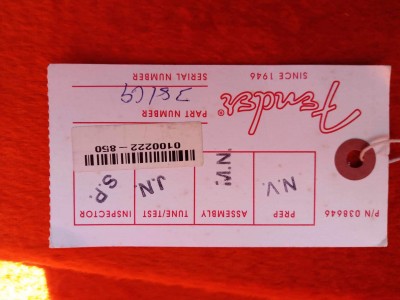 P/N 038646
PREP ASSEMBLY TUNE/TEST INSPECTOR
N.V. M.N. J.N. S.P.
0100222-850
Fender®
PART NUMBER
SINCE 1946
SERIAL NUMBER